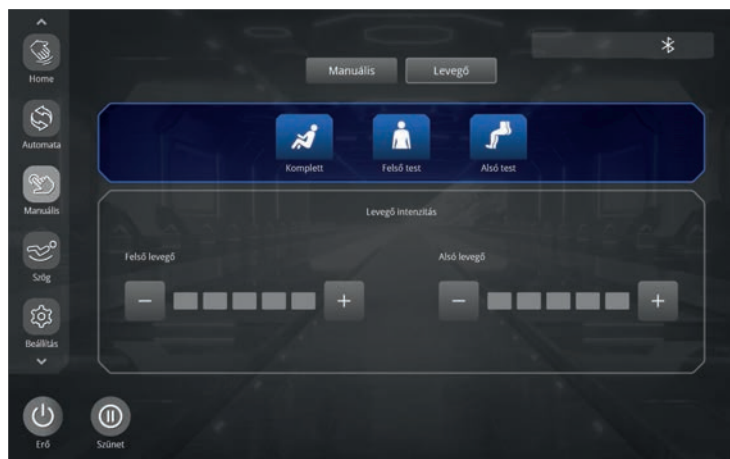 Home
Automata
Manuális
Szög
Beállítás
Erő
Szünet
Manuális
Levegő
Komplett
Felső test
Alsó test
Levegő intenzitás
Felső levegő
Alsó levegő